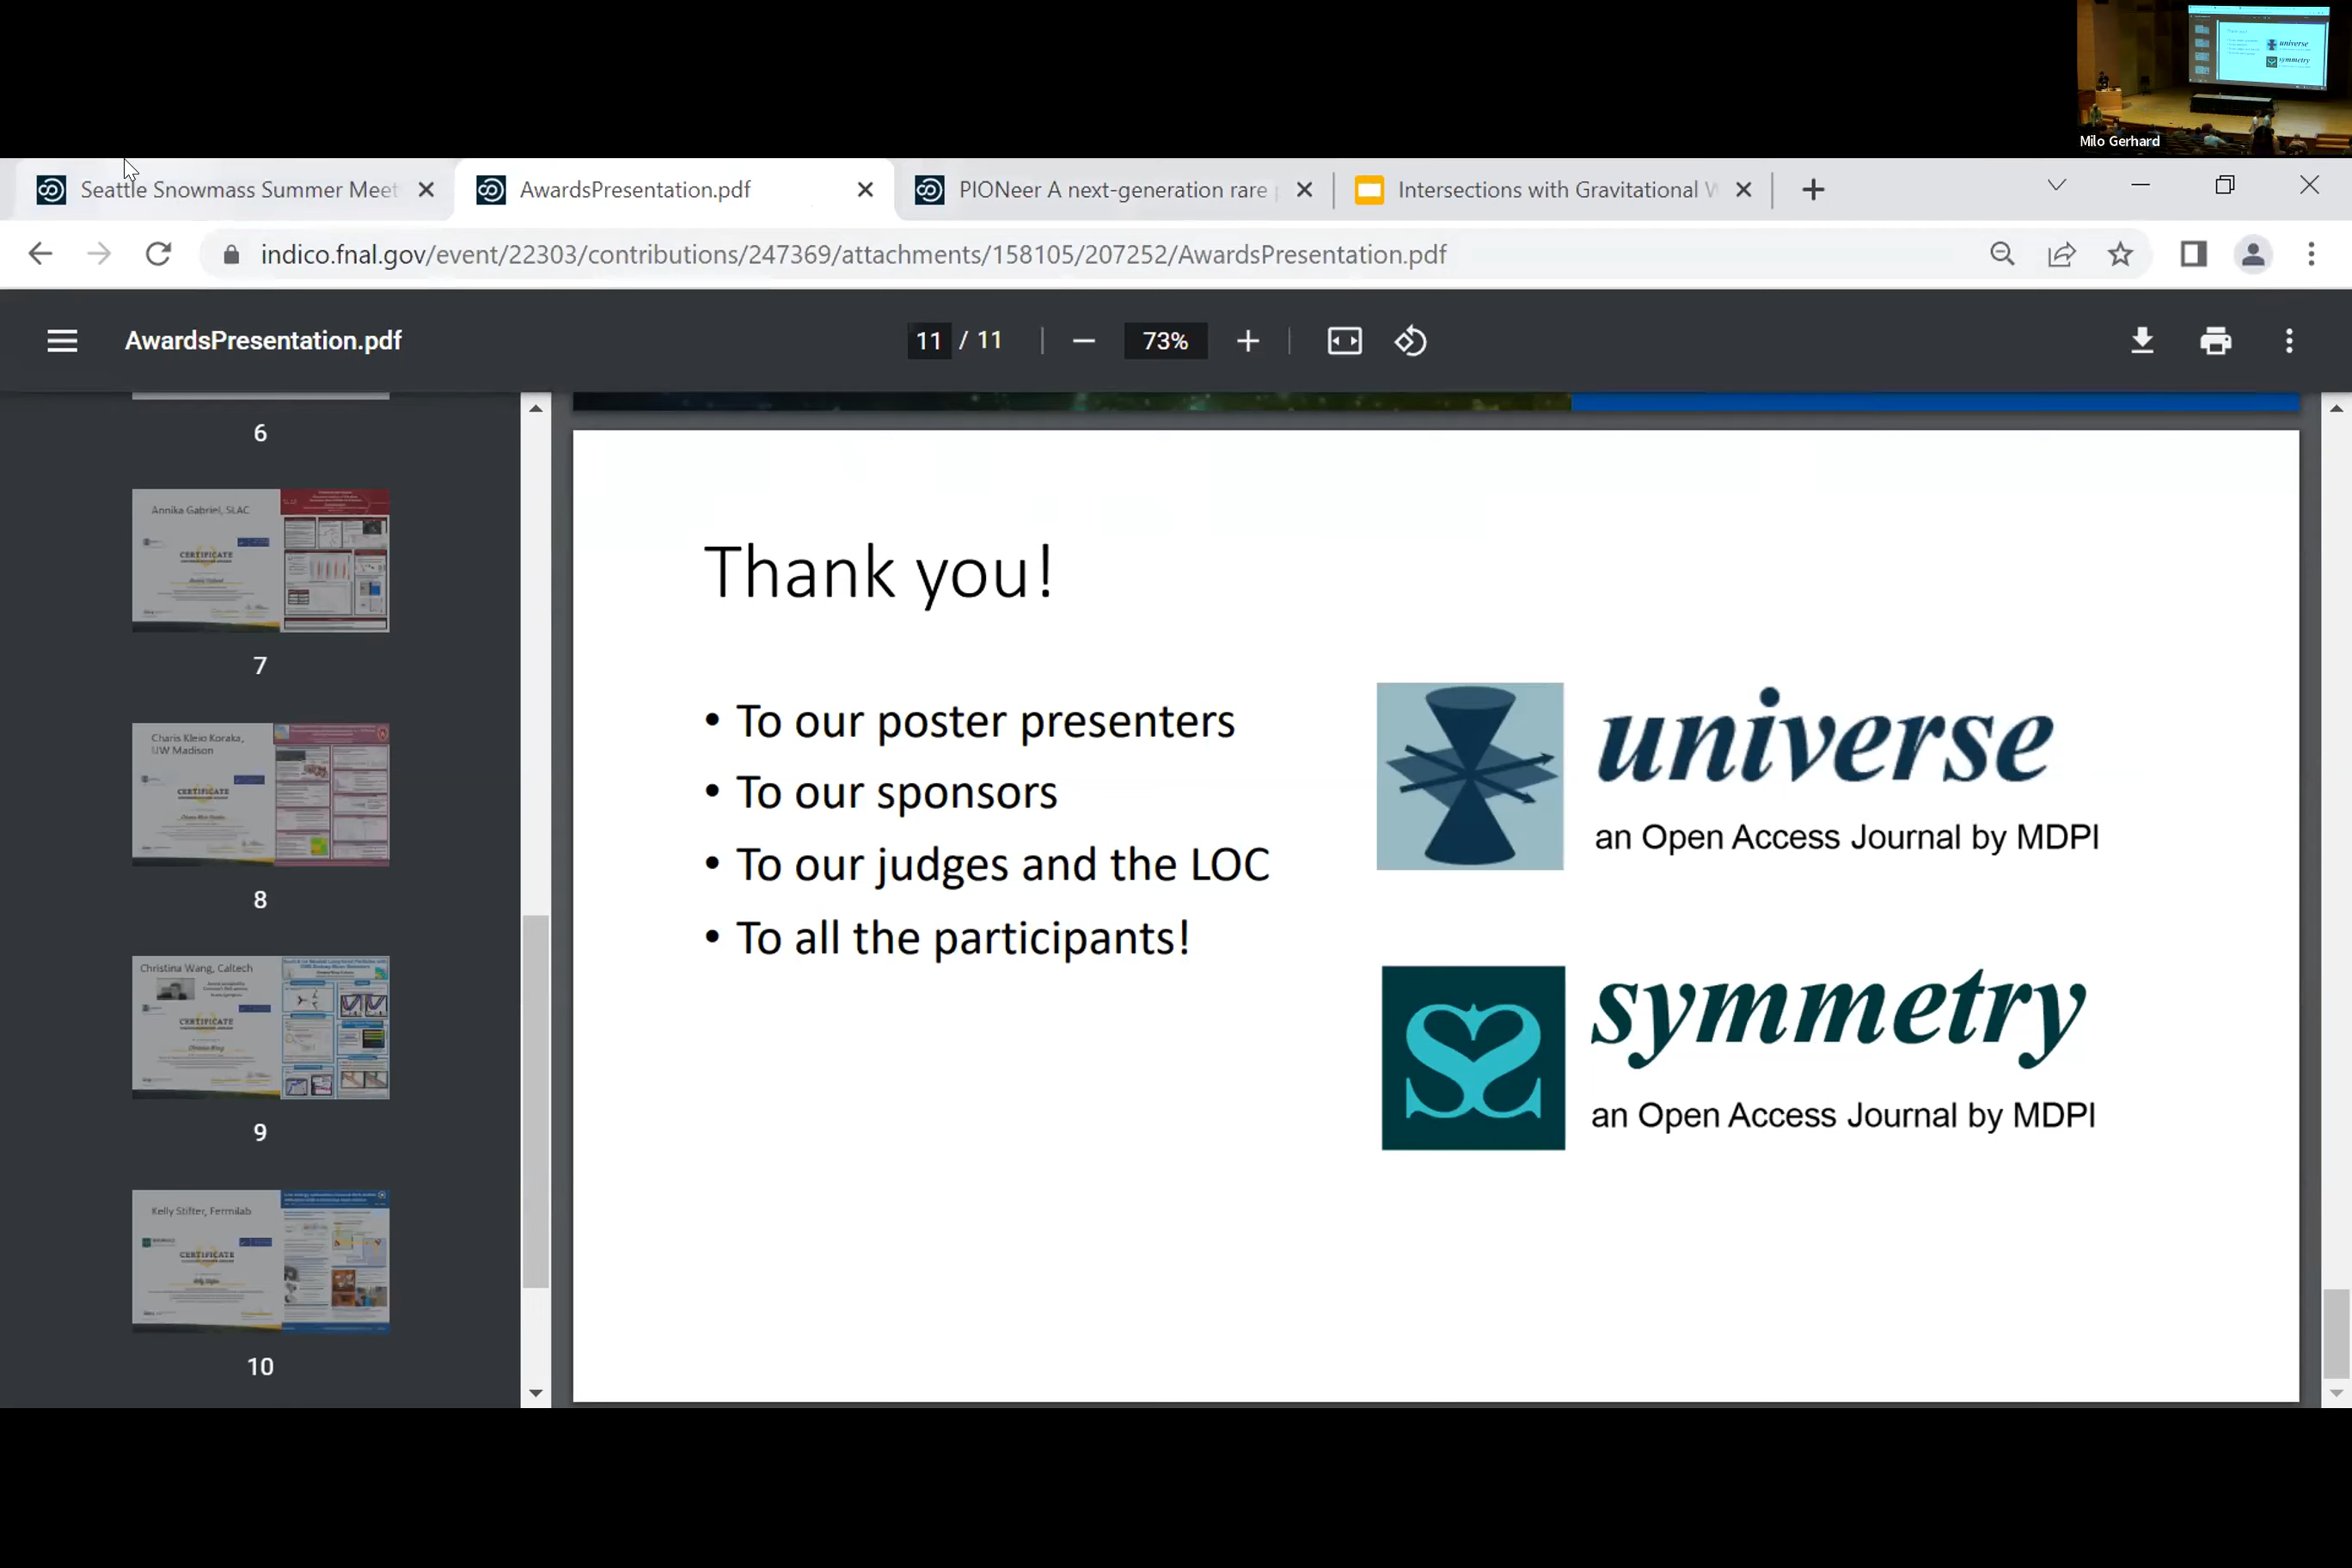 universe
symmetry
Milo Gerhard
Seattle Snowmass Summer Meet
AwardsPresentation.pdf
PIONeer A next-generation rare
Intersections with Gravitational W
indico.fnal.gov/event/22303/contributions/247369/attachments/158105/207252/AwardsPresentation.pdf
AwardsPresentation.pdf
11 / 11
73%
6
Annika Gabriel, SLAC
CERTIFICATE
7
Charis Kleio Koraka,
UW Madison
CERTIFICATE
8
Christina Wang, Caltech
CERTIFICATE
Christina Wang
9
Kelly Stifter, Fermilab
CERTIFICATE
10
Thank you!
• To our poster presenters
• To our sponsors
• To our judges and the LOC
• To all the participants!
universe
an Open Access Journal by MDPI
symmetry
an Open Access Journal by MDPI